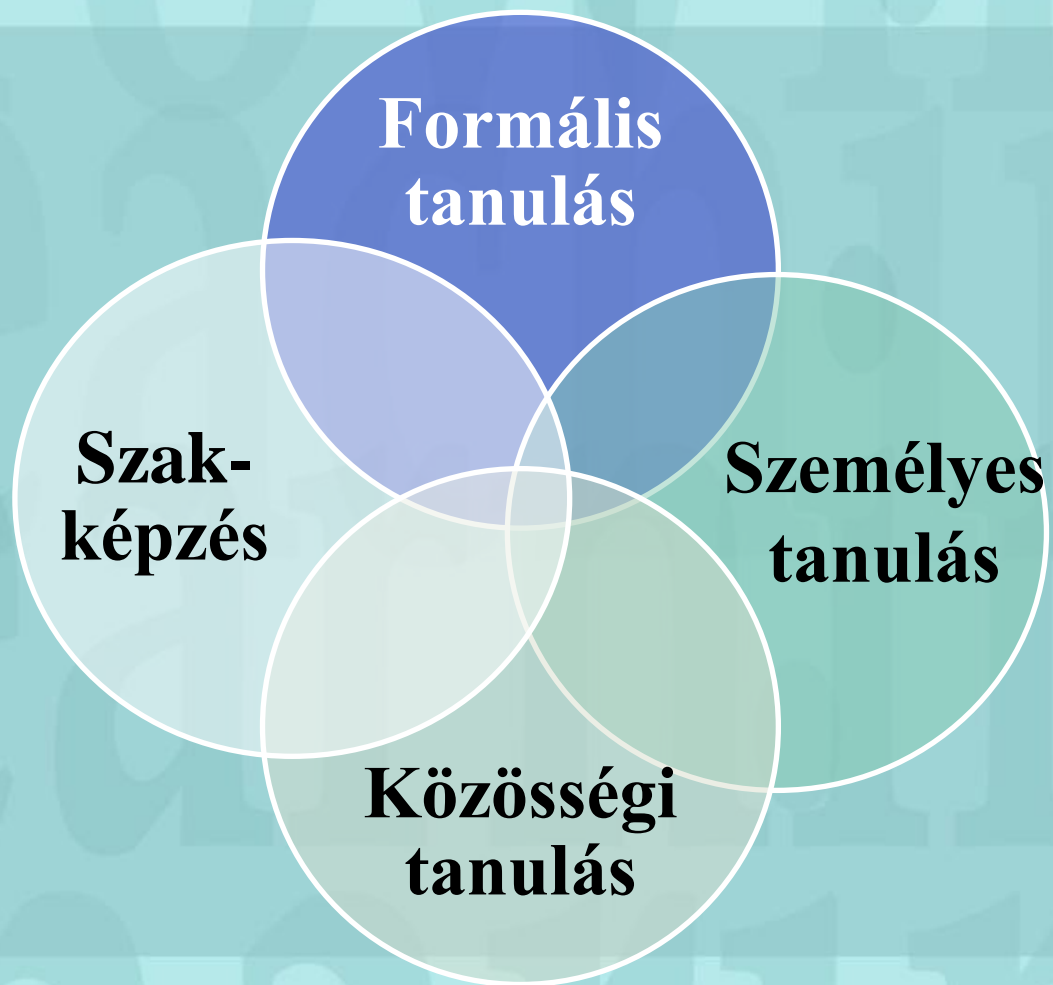 Formális
tanulás
Szak-
képzés
Személyes
tanulás
Közösségi
tanulás